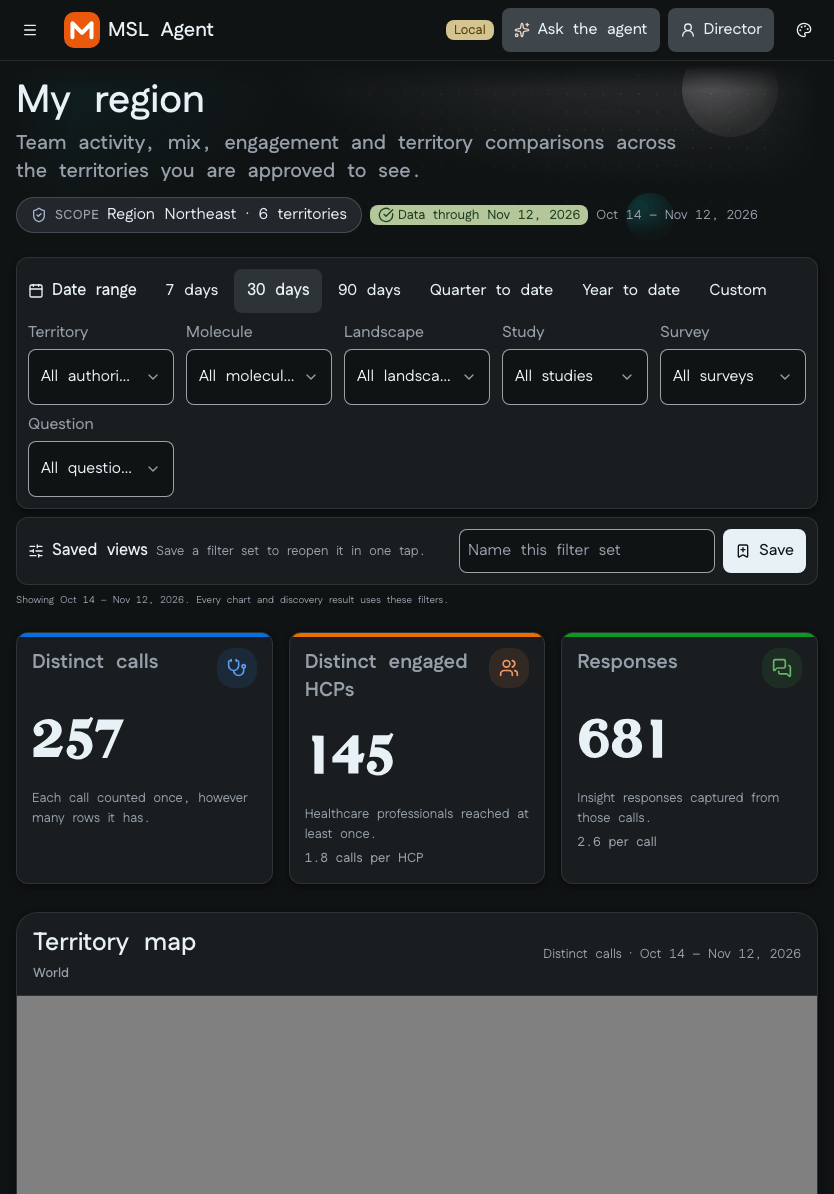 MSL Agent
Local
Ask the agent
Director
My region
Team activity, mix, engagement and territory comparisons across
the territories you are approved to see.
SCOPE Region Northeast · 6 territories
Data through Nov 12, 2026
Oct 14 – Nov 12, 2026
Date range
7 days
30 days
90 days
Quarter to date
Year to date
Custom
Territory
Molecule
Landscape
Study
Survey
All authori...
All molecul...
All landsca...
All studies
All surveys
Question
All questio...
Saved views
Save a filter set to reopen it in one tap.
Name this filter set
Save
Showing Oct 14 – Nov 12, 2026. Every chart and discovery result uses these filters.
Distinct calls
257
Each call counted once, however
many rows it has.
Distinct engaged
HCPs
145
Healthcare professionals reached at
least once.
1.8 calls per HCP
Responses
681
Insight responses captured from
those calls.
2.6 per call
Territory map
World
Distinct calls · Oct 14 – Nov 12, 2026